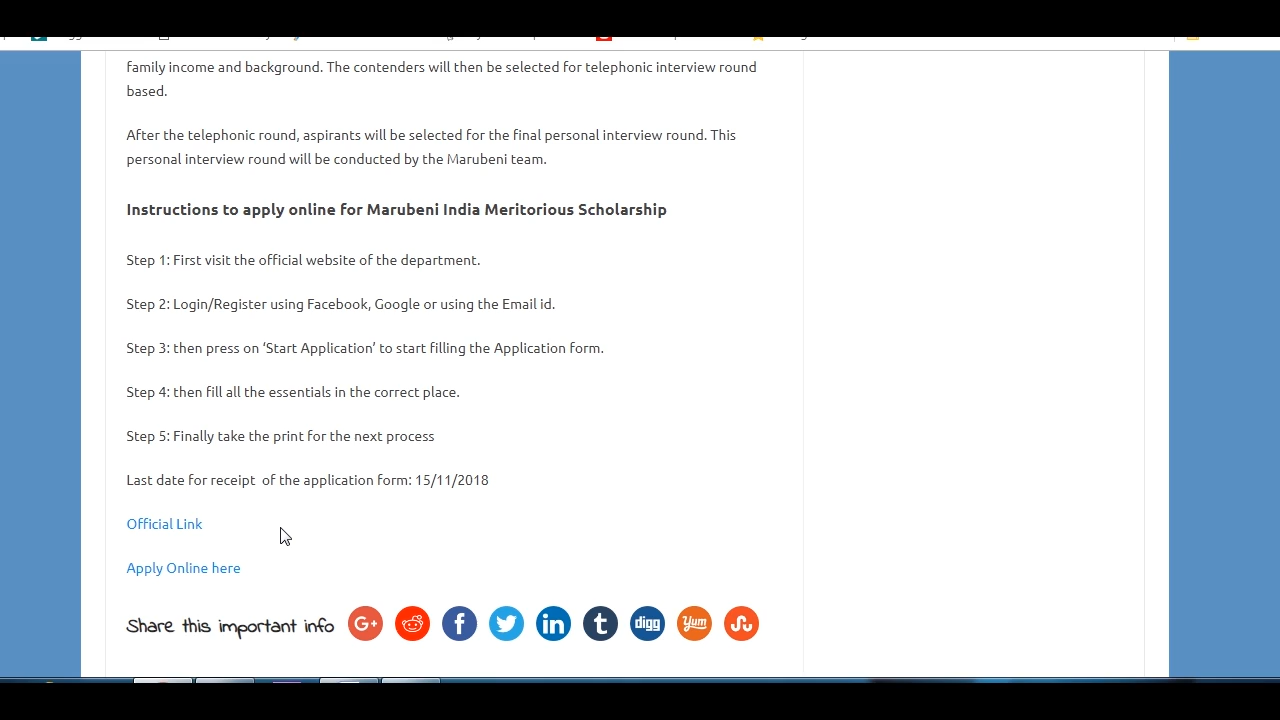 family income and background. The contenders will then be selected for telephonic interview round
based.
After the telephonic round, aspirants will be selected for the final personal interview round. This
personal interview round will be conducted by the Marubeni team.
Instructions to apply online for Marubeni India Meritorious Scholarship
Step 1: First visit the official website of the department.
Step 2: Login/Register using Facebook, Google or using the Email id.
Step 3: then press on ‘Start Application’ to start filling the Application form.
Step 4: then fill all the essentials in the correct place.
Step 5: Finally take the print for the next process
Last date for receipt  of the application form: 15/11/2018
Official Link
Apply Online here
Share this important info G+ f in t digg Yum